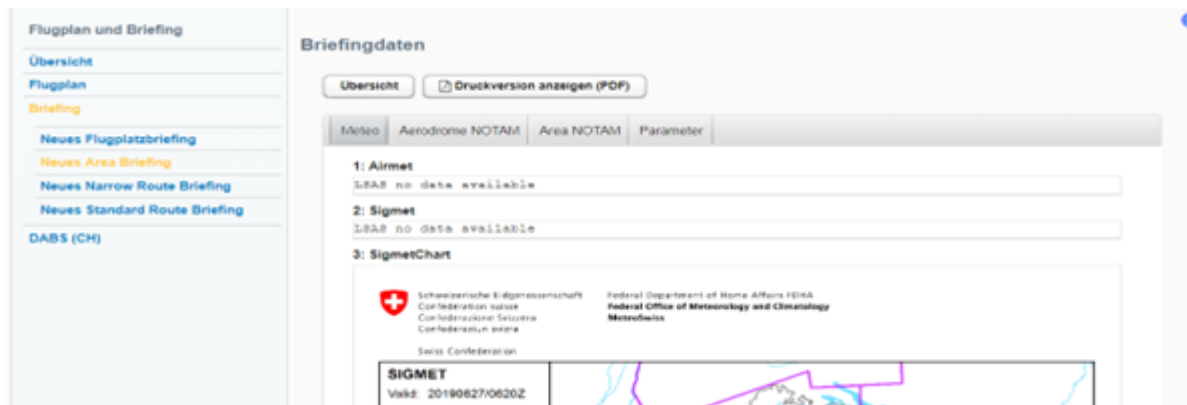 Flugplan und Briefing
Übersicht
Flugplan
Briefing
Neues Flugplatzbriefing
Neues Area Briefing
Neues Narrow Route Briefing
Neues Standard Route Briefing
DABS (CH)
Briefingdaten
Übersicht
Druckversion anzeigen (PDF)
Meteo Aerodrome NOTAM Area NOTAM Parameter
1: Airmet
LSAS no data available
2: Sigmet
LSAS no data available
3: SigmetChart
Schweizerische Eidgenossenschaft
Confédération suisse
Confederazione Svizzera
Confederaziun svizra
Swiss Confederation
Federal Department of Home Affairs FDHA
Federal Office of Meteorology and Climatology
MeteoSwiss
SIGMET
Valid: 20190627/0620Z